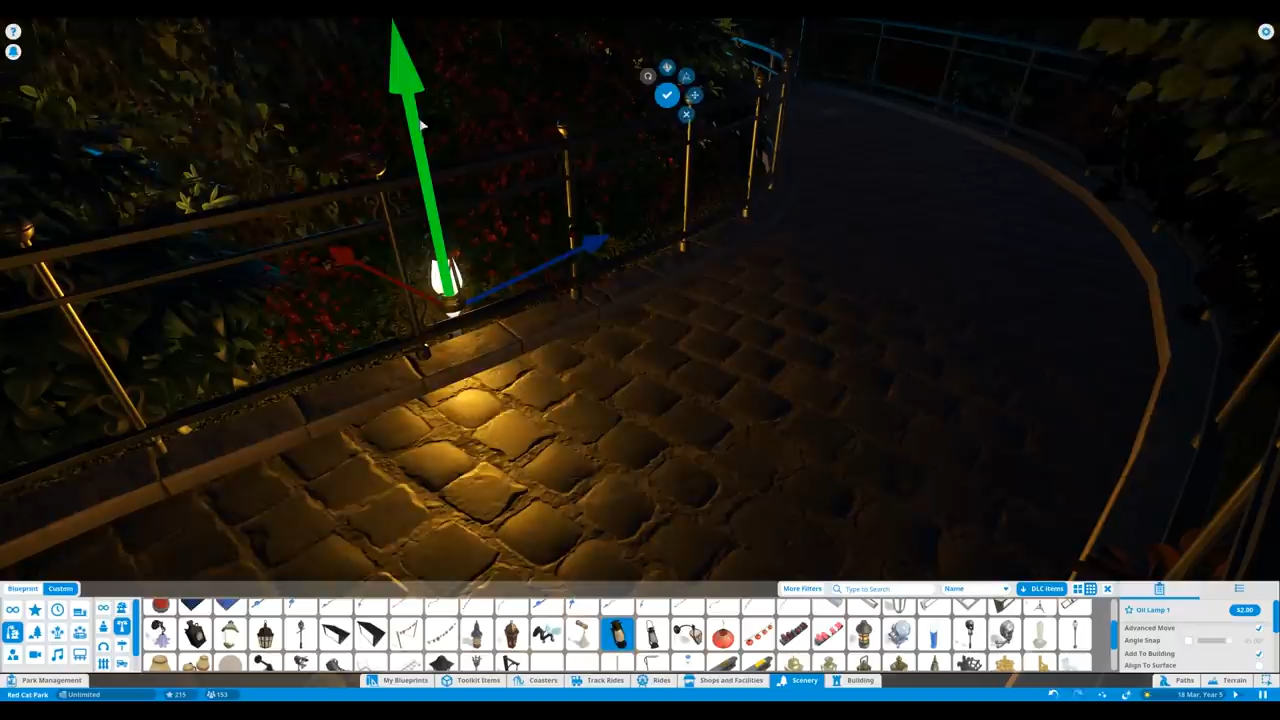 ?
Blueprint
Custom
More Filters
Type to Search
Name
DLC Items
Oil Lamp 1
$2.00
Advanced Move
Angle Snap
Add To Building
Align To Surface
Park Management
My Blueprints
Toolkit Items
Coasters
Track Rides
Rides
Shops and Facilities
Scenery
Building
Paths
Terrain
Red Cat Park
Unlimited
215
153
18 Mar, Year 5